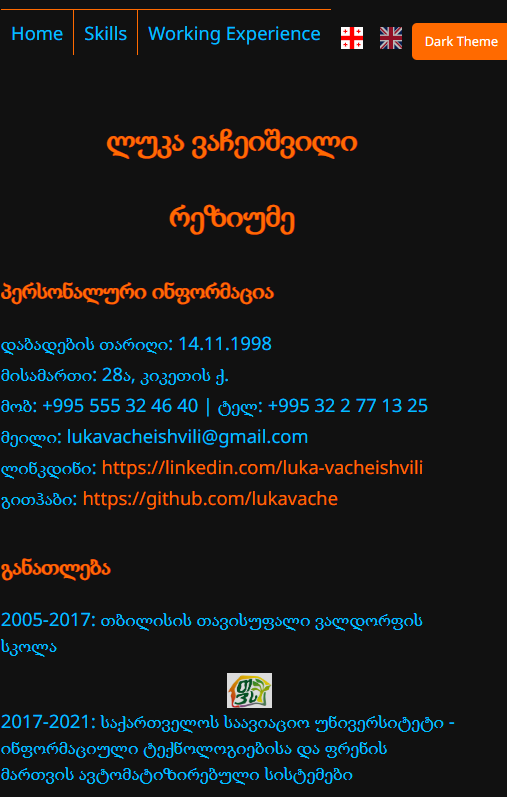 Home
Skills
Working Experience
Dark Theme
ლუკა ვაჩეიშვილი
რეზიუმე
პერსონალური ინფორმაცია
დაბადების თარიღი: 14.11.1998
მისამართი: 28ა, კიკეთის ქ.
მობ: +995 555 32 46 40 | ტელ: +995 32 2 77 13 25
მეილი: lukavacheishvili@gmail.com
ლინკდინი: https://linkedin.com/luka-vacheishvili
გითჰაბი: https://github.com/lukavache
განათლება
2005-2017: თბილისის თავისუფალი ვალდორფის
სკოლა
2017-2021: საქართველოს საავიაციო უნივერსიტეტი -
ინფორმაციული ტექნოლოგიებისა და ფრენის
მართვის ავტომატიზირებული სისტემები